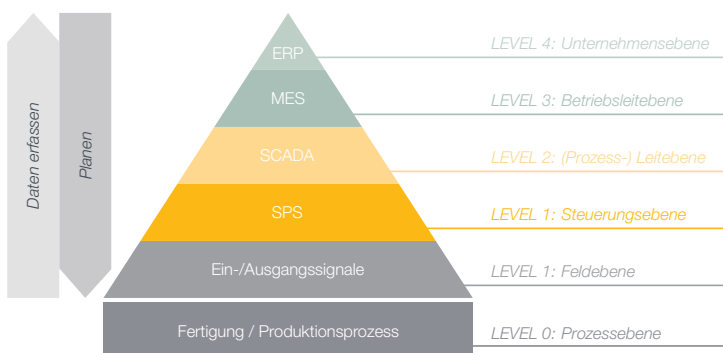 Daten erfassen
Planen
ERP
LEVEL 4: Unternehmensebene
MES
LEVEL 3: Betriebsleitebene
SCADA
LEVEL 2: (Prozess-) Leitebene
SPS
LEVEL 1: Steuerungsebene
Ein-/Ausgangssignale
LEVEL 1: Feldebene
Fertigung / Produktionsprozess
LEVEL 0: Prozessebene